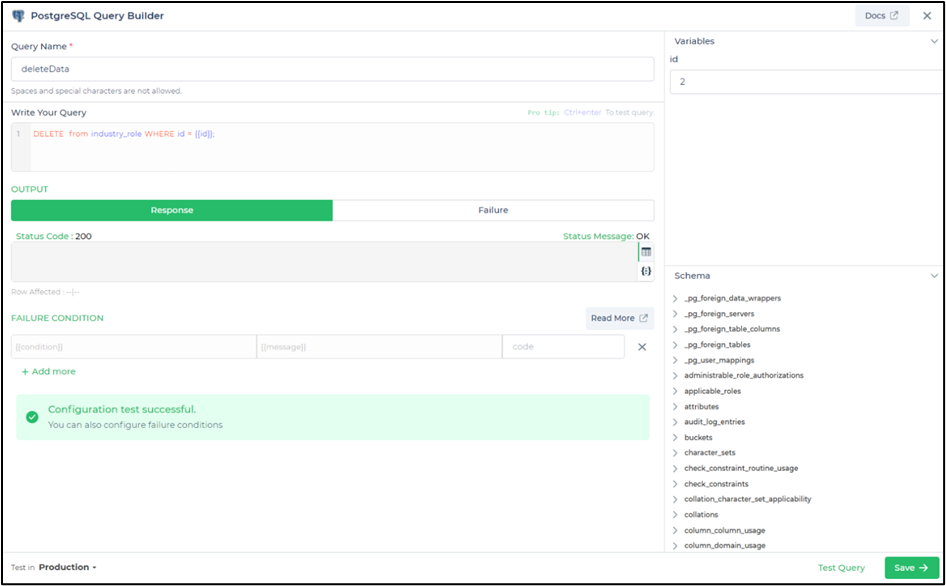 PostgreSQL Query Builder
Docs
Query Name *
deleteData
Spaces and special characters are not allowed.
Write Your Query
Pro tip: Ctrl+enter To test query.
1 DELETE from industry_role WHERE id = {{id}};
OUTPUT
Response
Failure
Status Code : 200
Status Message: OK
Row Affected : --|--
FAILURE CONDITION
Read More
{{condition}}
{{message}}
code
+ Add more
Configuration test successful.
You can also configure failure conditions
Variables
id
2
Schema
_pg_foreign_data_wrappers
_pg_foreign_servers
_pg_foreign_table_columns
_pg_foreign_tables
_pg_user_mappings
administrable_role_authorizations
applicable_roles
attributes
audit_log_entries
buckets
character_sets
check_constraint_routine_usage
check_constraints
collation_character_set_applicability
collations
column_column_usage
column_domain_usage
Test in Production
Test Query
Save